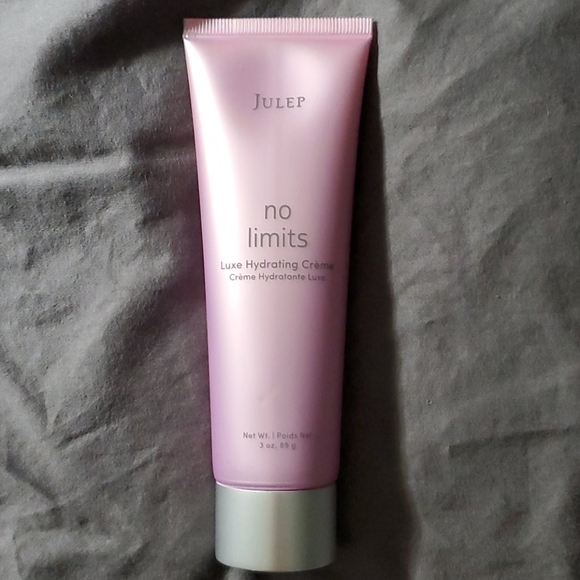 JULEP
no
limits
Luxe Hydrating Crème
Crème Hydratante Luxe
Net Wt. | Poids Net
3 oz, 85 g